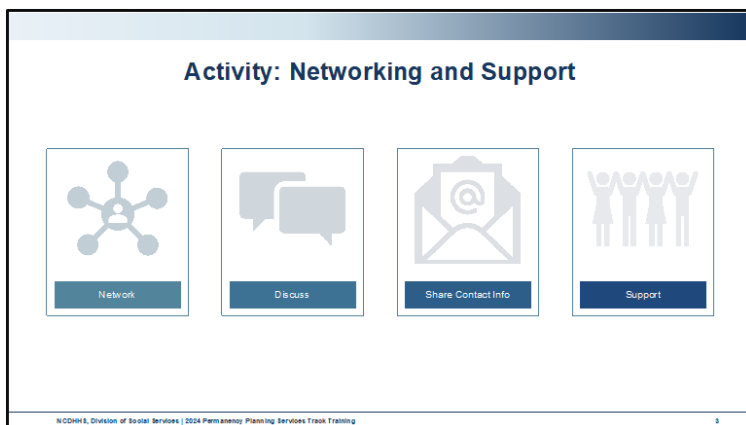 Activity: Networking and Support
@
Network
Discuss
Share Contact Info
Support
NCDHHS, Division of Social Services | 2024 Permanency Planning Services Track Training
3